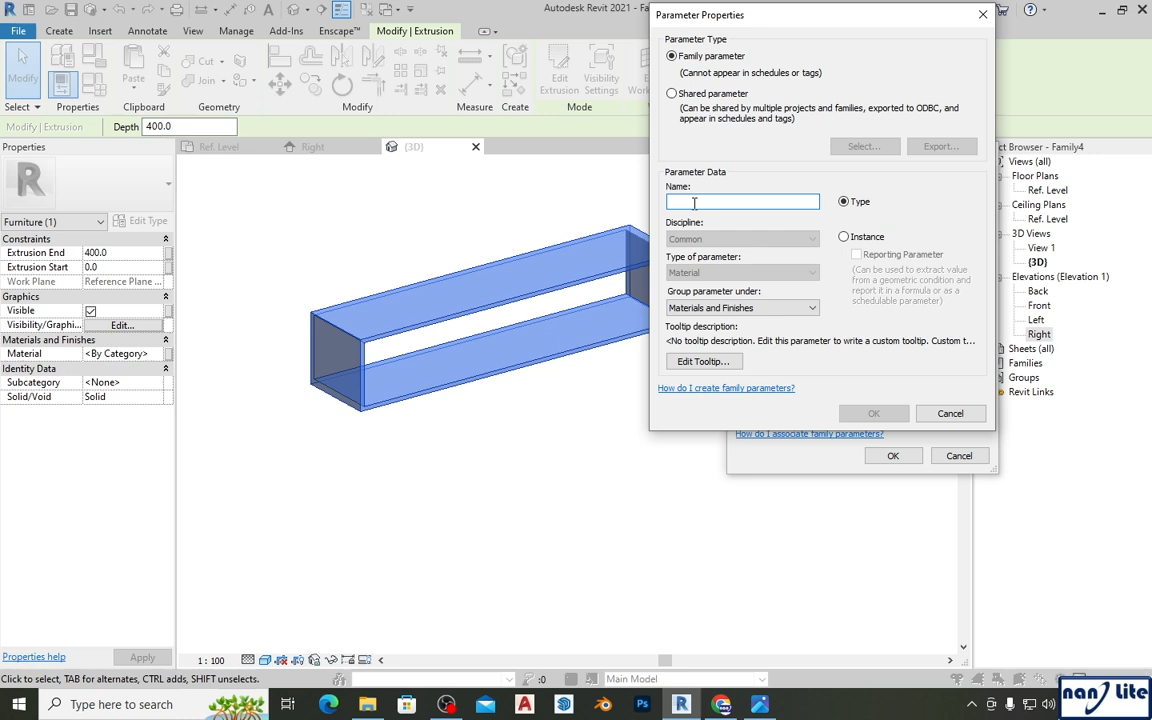 Autodesk Revit 2021 -
File Create Insert Annotate View Manage Add-Ins Enscape™ Modify | Extrusion
Modify
Paste
Cut
Join
Edit Extrusion
Visibility Settings
Select Properties Clipboard Geometry Modify Measure Create Mode
Modify | Extrusion Depth 400.0
Properties
Ref. Level Right {3D}
Furniture (1) Edit Type
Constraints
Extrusion End 400.0
Extrusion Start 0.0
Work Plane Reference Plane ...
Graphics
Visible
Visibility/Graphi... Edit...
Materials and Finishes
Material <By Category>
Identity Data
Subcategory <None>
Solid/Void Solid
Properties help Apply
Parameter Properties
Parameter Type
Family parameter
(Cannot appear in schedules or tags)
Shared parameter
(Can be shared by multiple projects and families, exported to ODBC, and
appear in schedules and tags)
Select... Export...
Parameter Data
Name:
Type
Discipline:
Common
Instance
Reporting Parameter
(Can be used to extract value
from a geometric condition and
report it in a formula or as a
schedulable parameter)
Type of parameter:
Material
Group parameter under:
Materials and Finishes
Tooltip description:
<No tooltip description. Edit this parameter to write a custom tooltip. Custom t...
Edit Tooltip...
How do I create family parameters?
OK Cancel
How do I associate family parameters?
OK Cancel
ct Browser - Family4
Views (all)
Floor Plans
Ref. Level
Ceiling Plans
Ref. Level
3D Views
View 1
{3D}
Elevations (Elevation 1)
Back
Front
Left
Right
Sheets (all)
Families
Groups
Revit Links
1 : 100
Click to select, TAB for alternates, CTRL adds, SHIFT unselects.
:0 Main Model
Type here to search
nanJ lite